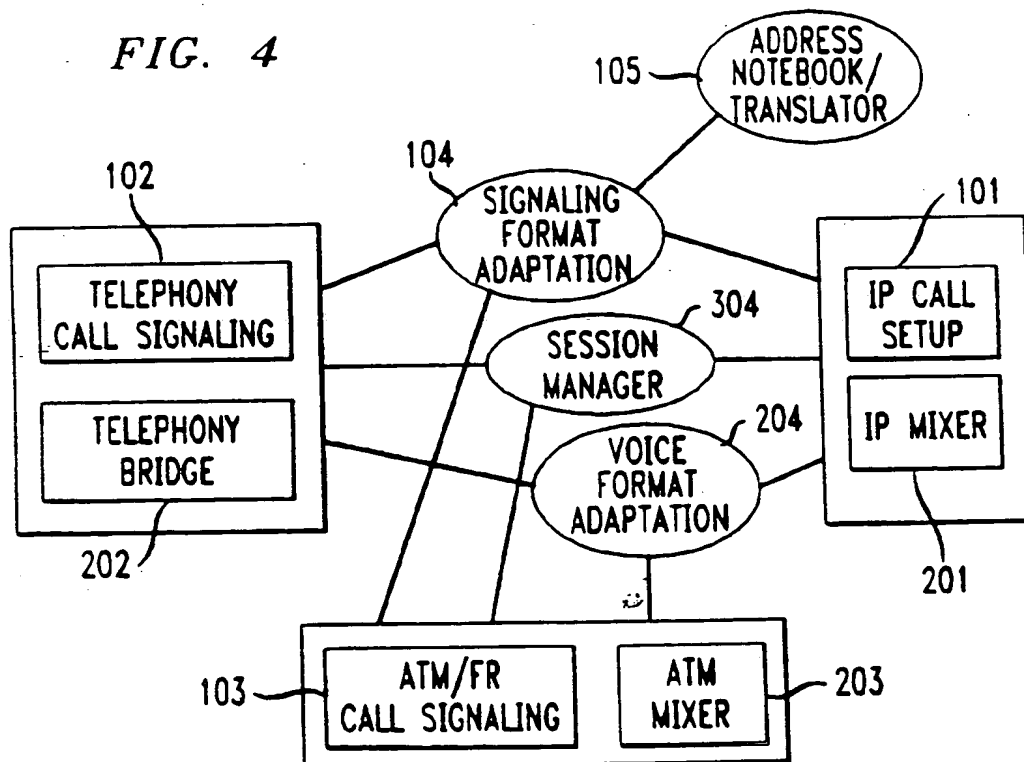 FIG. 4
ADDRESS
NOTEBOOK/
TRANSLATOR
105
104
SIGNALING
FORMAT
ADAPTATION
102
TELEPHONY
CALL SIGNALING
TELEPHONY
BRIDGE
202
101
IP CALL
SETUP
IP MIXER
201
304
SESSION
MANAGER
204
VOICE
FORMAT
ADAPTATION
103
ATM/FR
CALL SIGNALING
ATM
MIXER
203